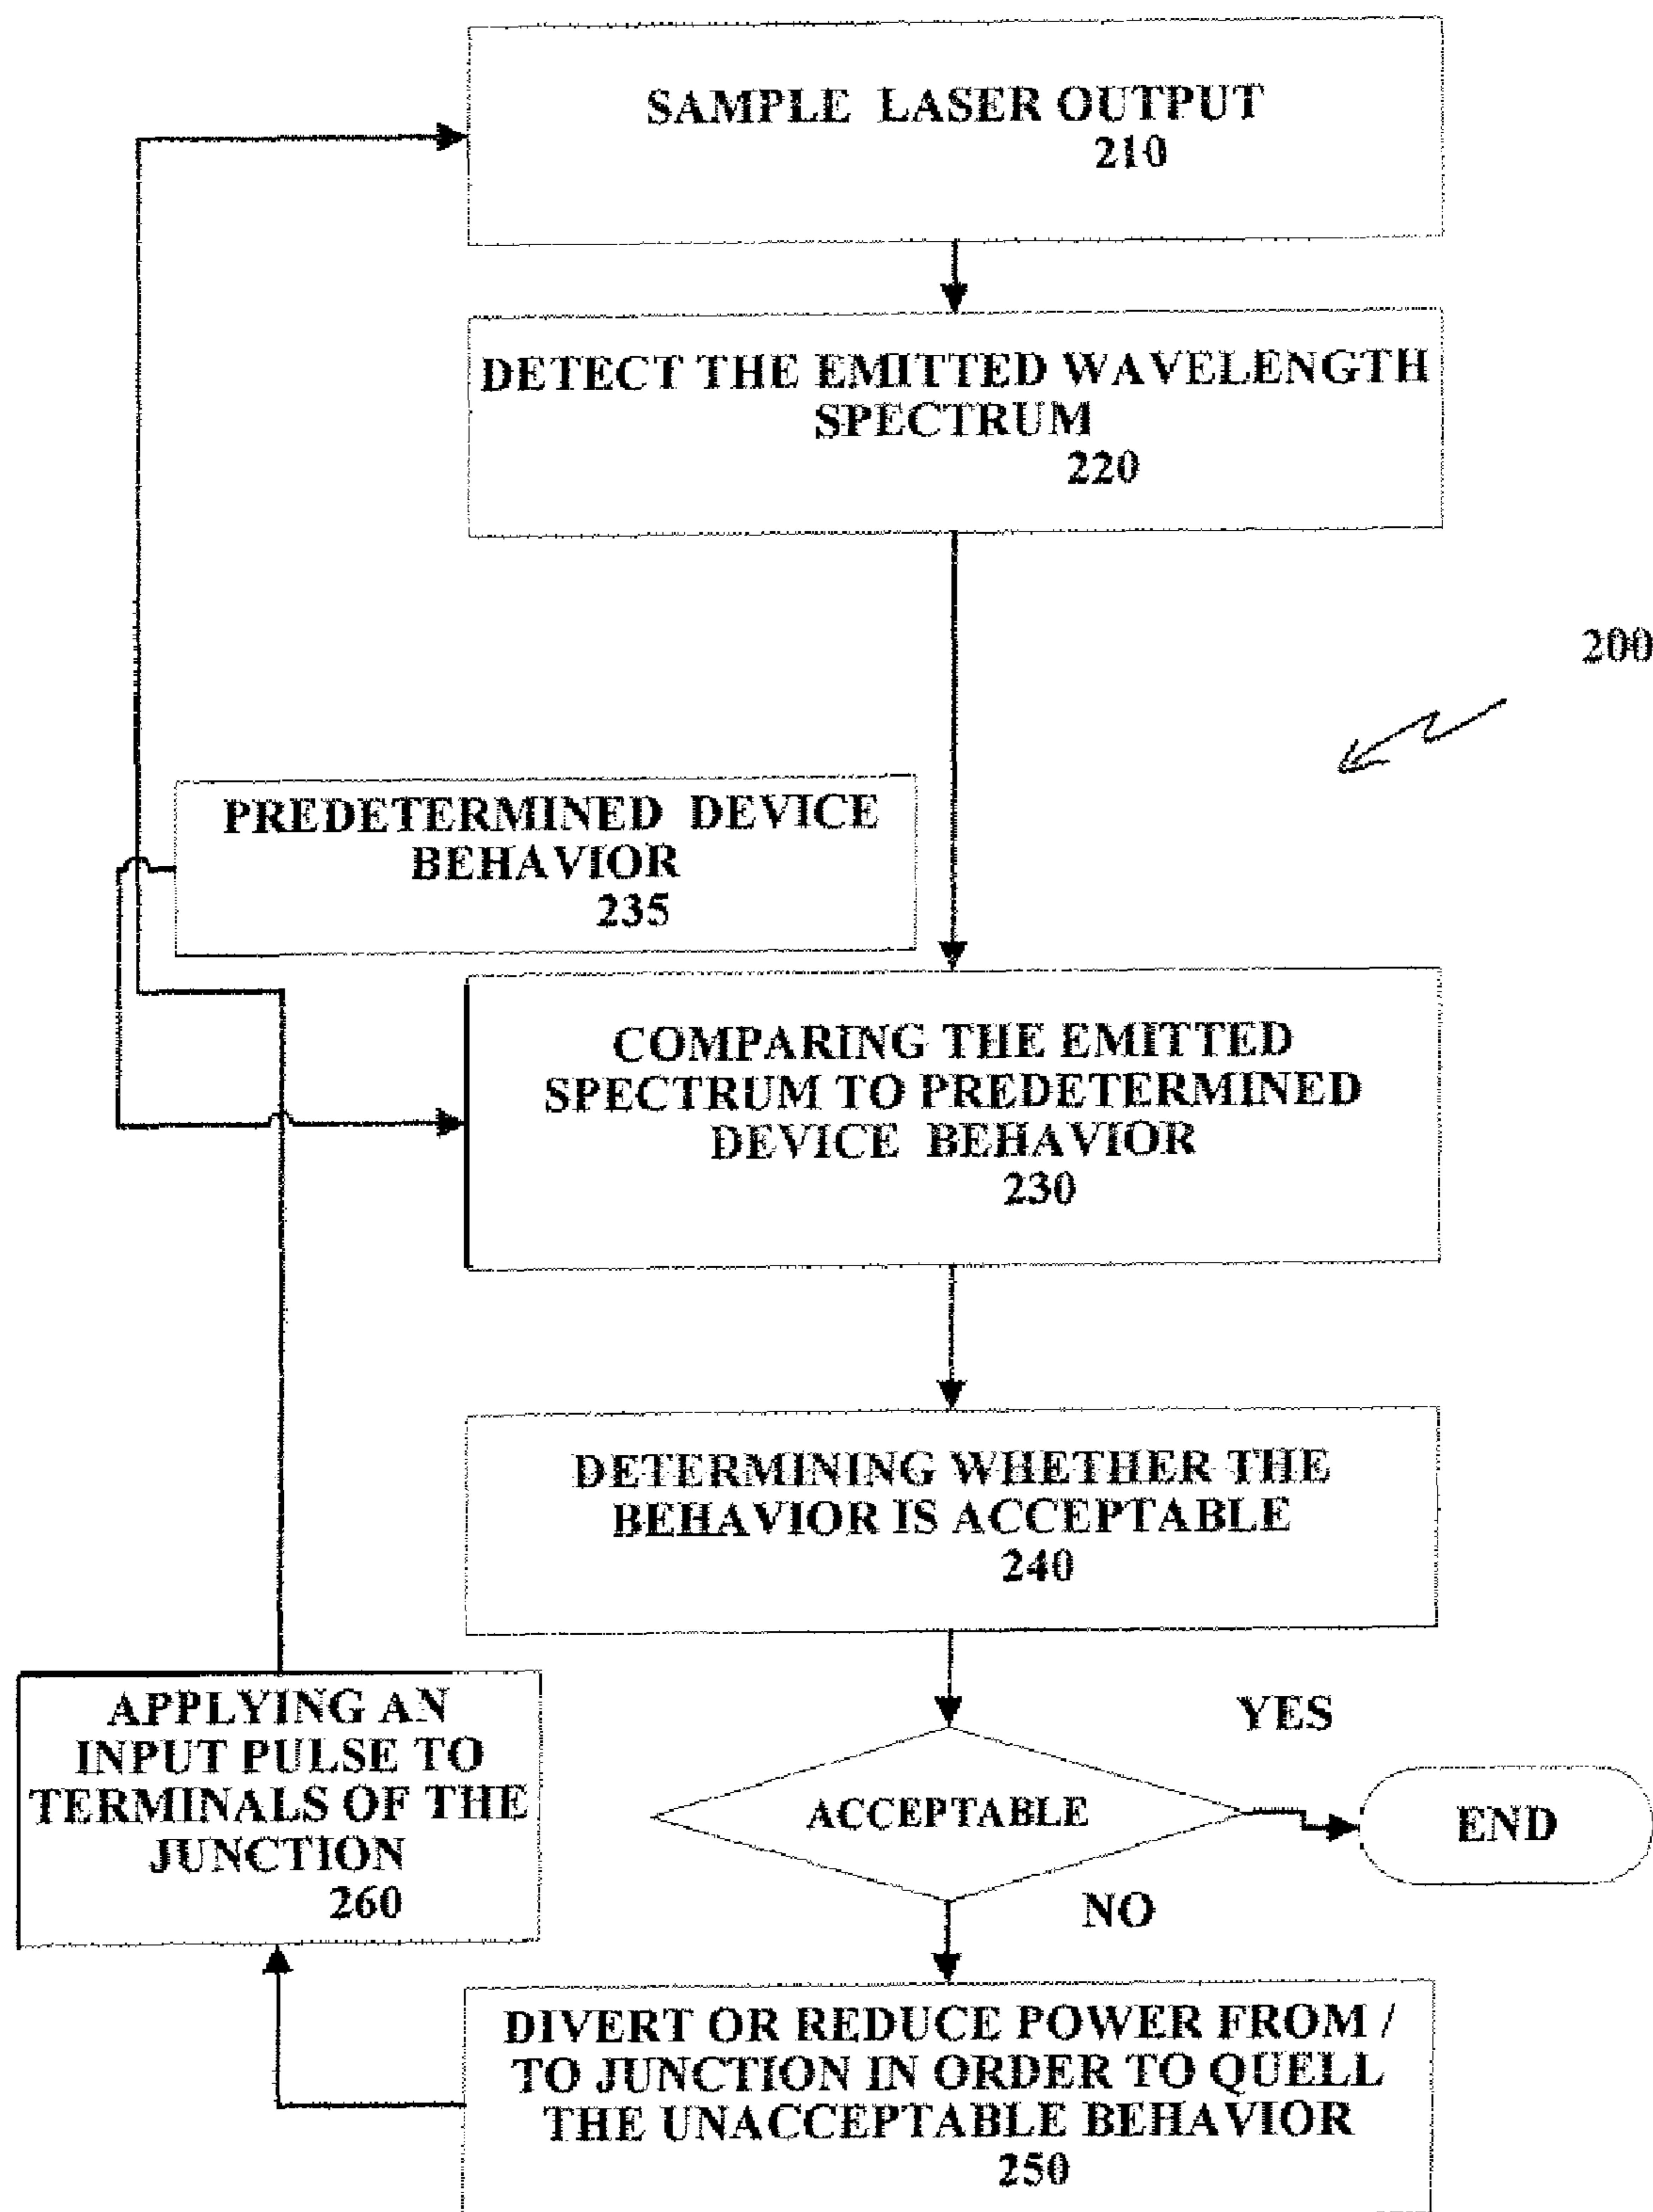 SAMPLE LASER OUTPUT
210
DETECT THE EMITTED WAVELENGTH
SPECTRUM
220
200
PREDETERMINED DEVICE
BEHAVIOR
235
COMPARING THE EMITTED
SPECTRUM TO PREDETERMINED
DEVICE BEHAVIOR
230
DETERMINING WHETHER THE
BEHAVIOR IS ACCEPTABLE
240
APPLYING AN
INPUT PULSE TO
TERMINALS OF THE
JUNCTION
260
YES
ACCEPTABLE
END
NO
DIVERT OR REDUCE POWER FROM /
TO JUNCTION IN ORDER TO QUELL
THE UNACCEPTABLE BEHAVIOR
250